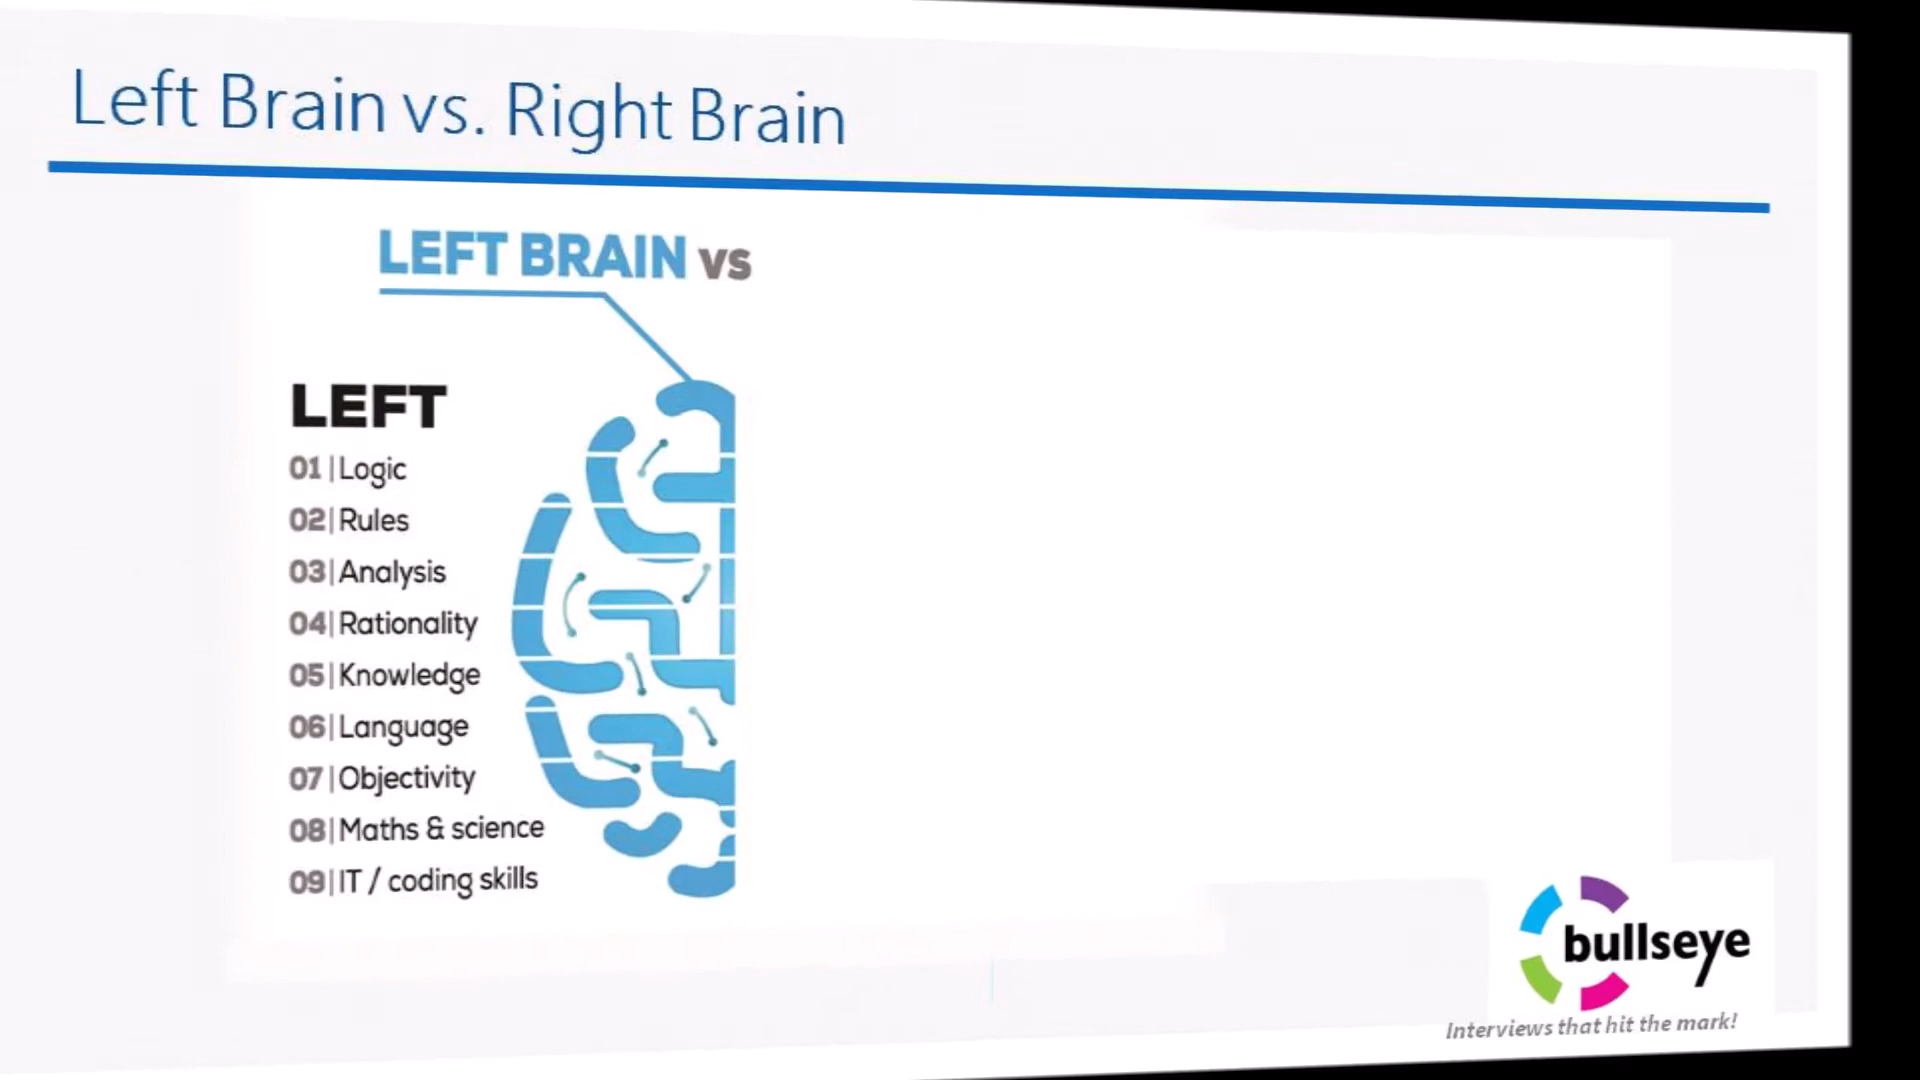 Left Brain vs. Right Brain
LEFT BRAIN VS
LEFT
01|Logic
02|Rules
03|Analysis
04|Rationality
05|Knowledge
06|Language
07|Objectivity
08|Maths & science
09|IT / coding skills
bullseye
Interviews that hit the mark!